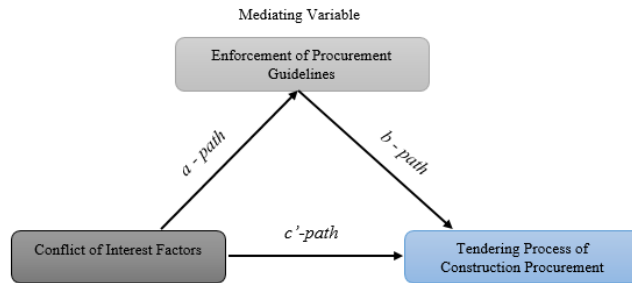 Mediating Variable
Enforcement of Procurement
Guidelines
a - path
b - path
c’-path
Conflict of Interest Factors
Tendering Process of
Construction Procurement